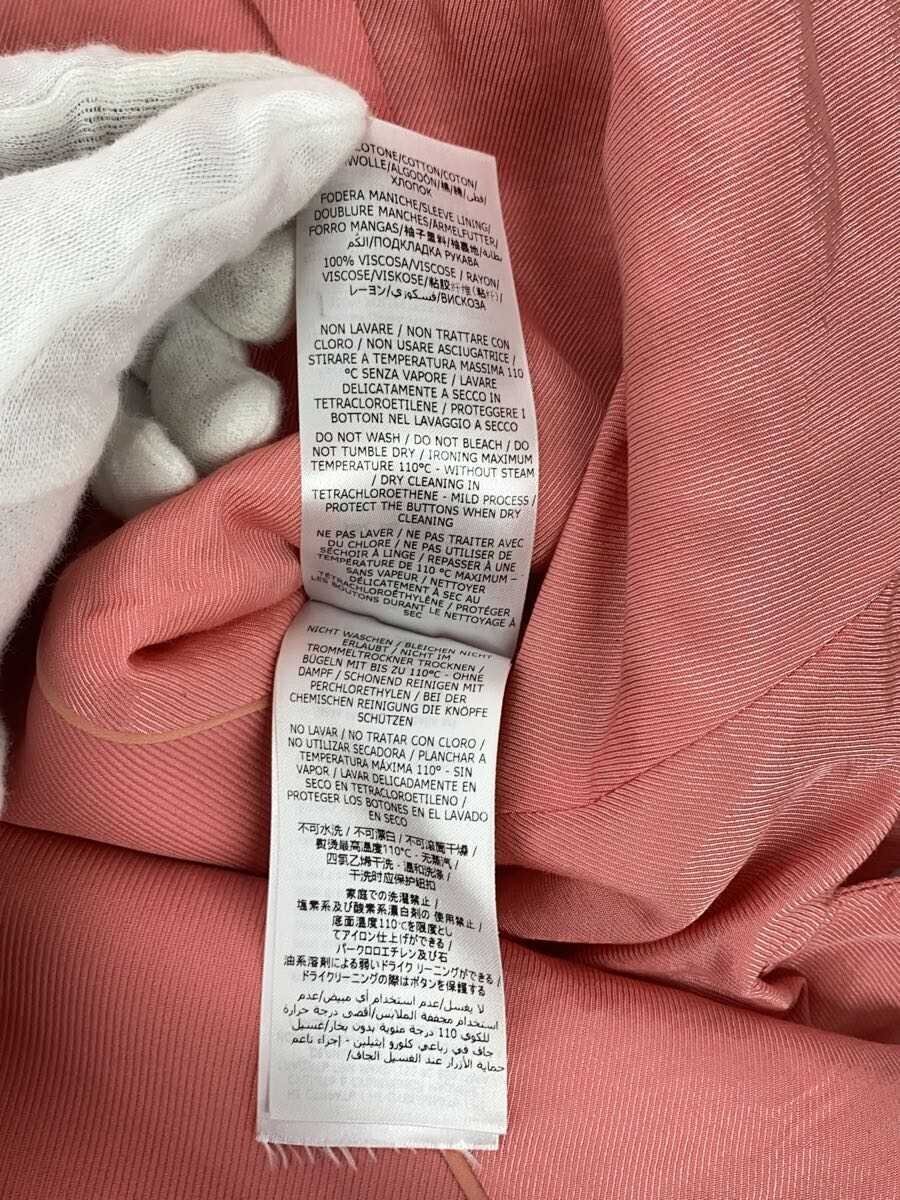 COTONE/COTTON/COTON/
WOLLE/ALGODÓN/棉/棉/قطن/
ХЛОПОК
FODERA MANICHE/SLEEVE LINING/
DOUBLURE MANCHES/ÄRMELFUTTER/
FORRO MANGAS/袖子里料/袖裏地/بطانة
الكُم/ПОДКЛАДКА РУКАВА
100% VISCOSA/VISCOSE / RAYON/
VISCOSE/VISKOSE/粘胶纤维(粘纤)/
レーヨン/فسكوزي/ВИСКОЗА
NON LAVARE / NON TRATTARE CON
CLORO / NON USARE ASCIUGATRICE /
STIRARE A TEMPERATURA MASSIMA 110
°C SENZA VAPORE / LAVARE
DELICATAMENTE A SECCO IN
TETRACLOROETILENE / PROTEGGERE I
BOTTONI NEL LAVAGGIO A SECCO
DO NOT WASH / DO NOT BLEACH / DO
NOT TUMBLE DRY / IRONING MAXIMUM
TEMPERATURE 110°C - WITHOUT STEAM
/ DRY CLEANING IN
TETRACHLOROETHENE - MILD PROCESS /
PROTECT THE BUTTONS WHEN DRY
CLEANING
NE PAS LAVER / NE PAS TRAITER AVEC
DU CHLORE / NE PAS UTILISER DE
SÉCHOIR À LINGE / REPASSER À UNE
TEMPÉRATURE DE 110 °C MAXIMUM –
SANS VAPEUR / NETTOYER
DÉLICATEMENT À SEC AU
TÉTRACHLOROÉTHYLÈNE / PROTÉGER
LES BOUTONS DURANT LE NETTOYAGE À
SEC
NICHT WASCHEN / BLEICHEN NICHT
ERLAUBT / NICHT IM
TROMMELTROCKNER TROCKNEN /
BÜGELN MIT BIS ZU 110°C - OHNE
DAMPF / SCHONEND REINIGEN MIT
PERCHLORETHYLEN / BEI DER
CHEMISCHEN REINIGUNG DIE KNÖPFE
SCHÜTZEN
NO LAVAR / NO TRATAR CON CLORO /
NO UTILIZAR SECADORA / PLANCHAR A
TEMPERATURA MÁXIMA 110° - SIN
VAPOR / LAVAR DELICADAMENTE EN
SECO EN TETRACLOROETILENO /
PROTEGER LOS BOTONES EN EL LAVADO
EN SECO
不可水洗 / 不可漂白 / 不可滚筒干燥 /
熨烫最高温度110°C - 无蒸汽 /
四氯乙烯干洗 - 温和洗涤 /
干洗时应保护纽扣
家庭での洗濯禁止 /
塩素系及び酸素系漂白剤の 使用禁止 /
底面温度110℃を限度とし
てアイロン仕上げができる /
パークロロエチレン及び石
油系溶剤による弱いドライク リーニングができる /
ドライクリーニングの際はボタンを保護する
لا يغسل/عدم استخدام أي مبيض/عدم
استخدام مجففة الملابس/أقصى درجة حرارة
للكوي 110 درجة مئوية بدون بخار/غسيل
جاف في رباعي كلورو إيثيلين - إجراء ناعم
/حماية الأزرار عند الغسيل الجاف